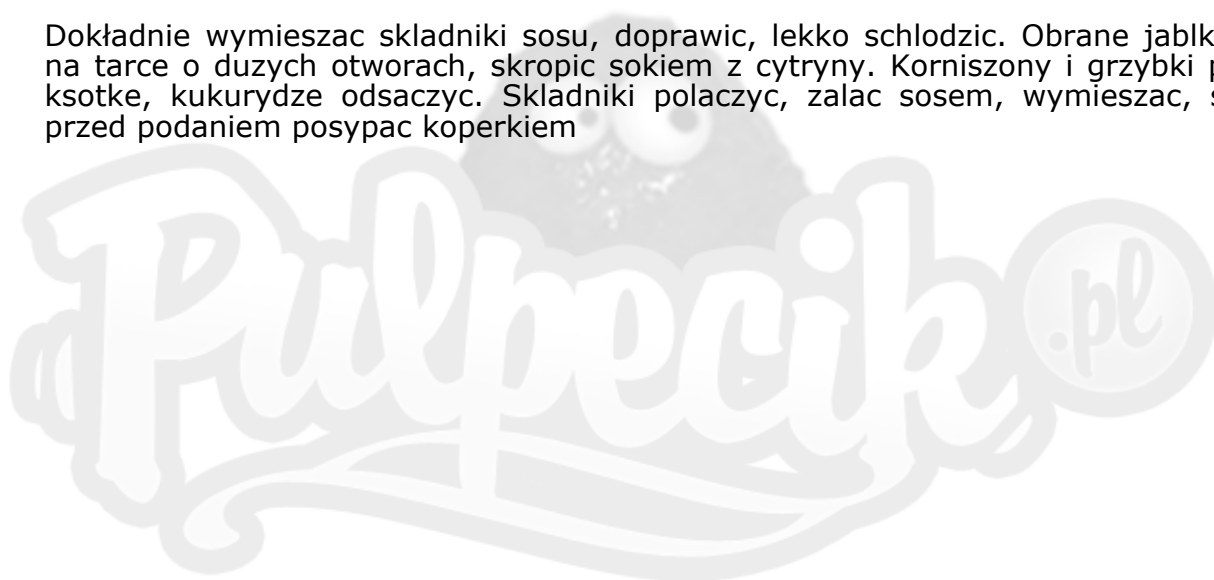 Dokładnie wymieszac skladniki sosu, doprawic, lekko schlodzic. Obrane jablk
na tarce o duzych otworach, skropic sokiem z cytryny. Korniszony i grzybki
ksotke, kukurydze odsaczyc. Skladniki polaczyc, zalac sosem, wymieszac,
przed podaniem posypac koperkiem
Pulpecik .pl